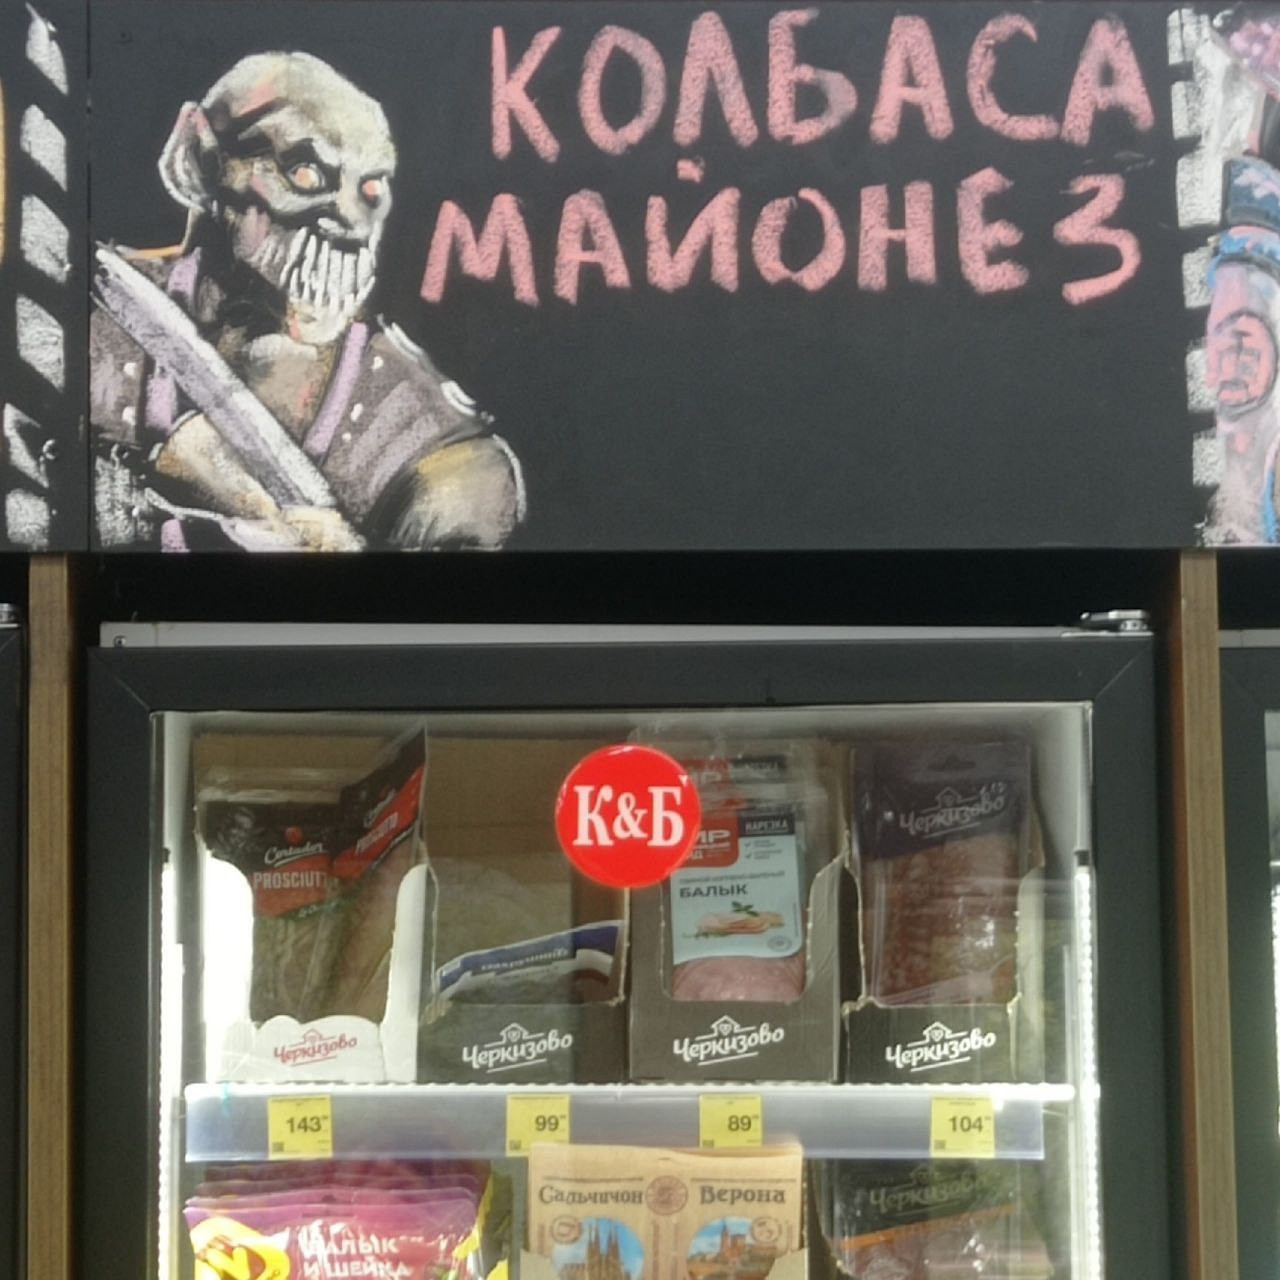 КОЛБАСА
МАЙОНЕЗ
К&Б
Черкизово
PROSCIUTTO
PROSCIUTT
НАРЕЗКА
БАЛЫК
Черкизово
Черкизово
Черкизово
Черкизово
143
99
89
104
Сальчичон
Верона
Черкизово
БАЛЫК
И ШЕЙКА